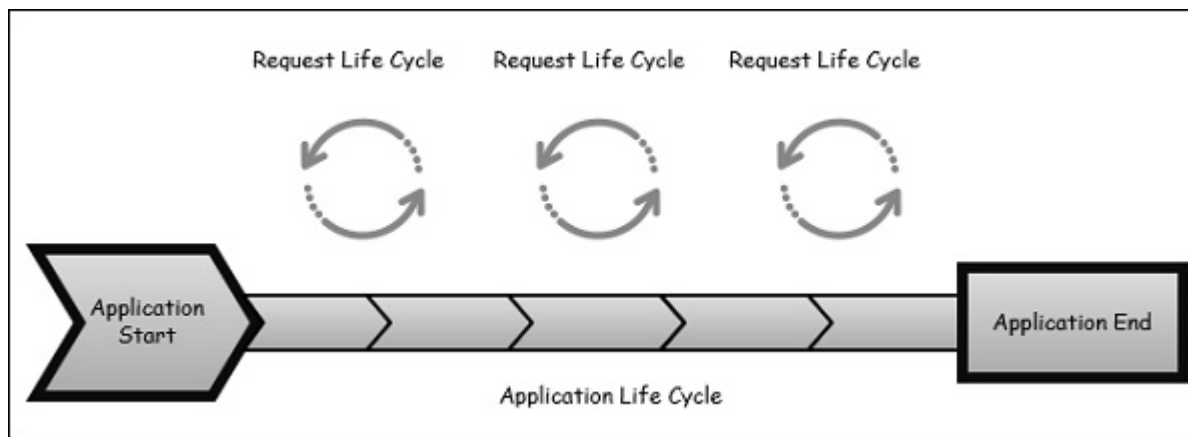 Request Life Cycle
Request Life Cycle
Request Life Cycle
Application
Start
Application End
Application Life Cycle